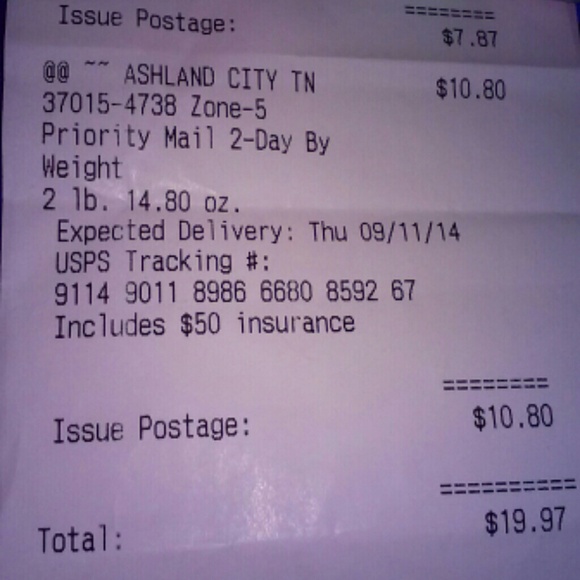 Issue Postage:
========
$7.87
@@ ~~ ASHLAND CITY TN $10.80
37015-4738 Zone-5
Priority Mail 2-Day By
Weight
2 lb. 14.80 oz.
Expected Delivery: Thu 09/11/14
USPS Tracking #:
9114 9011 8986 6680 8592 67
Includes $50 insurance
========
Issue Postage: $10.80
==========
Total: $19.97